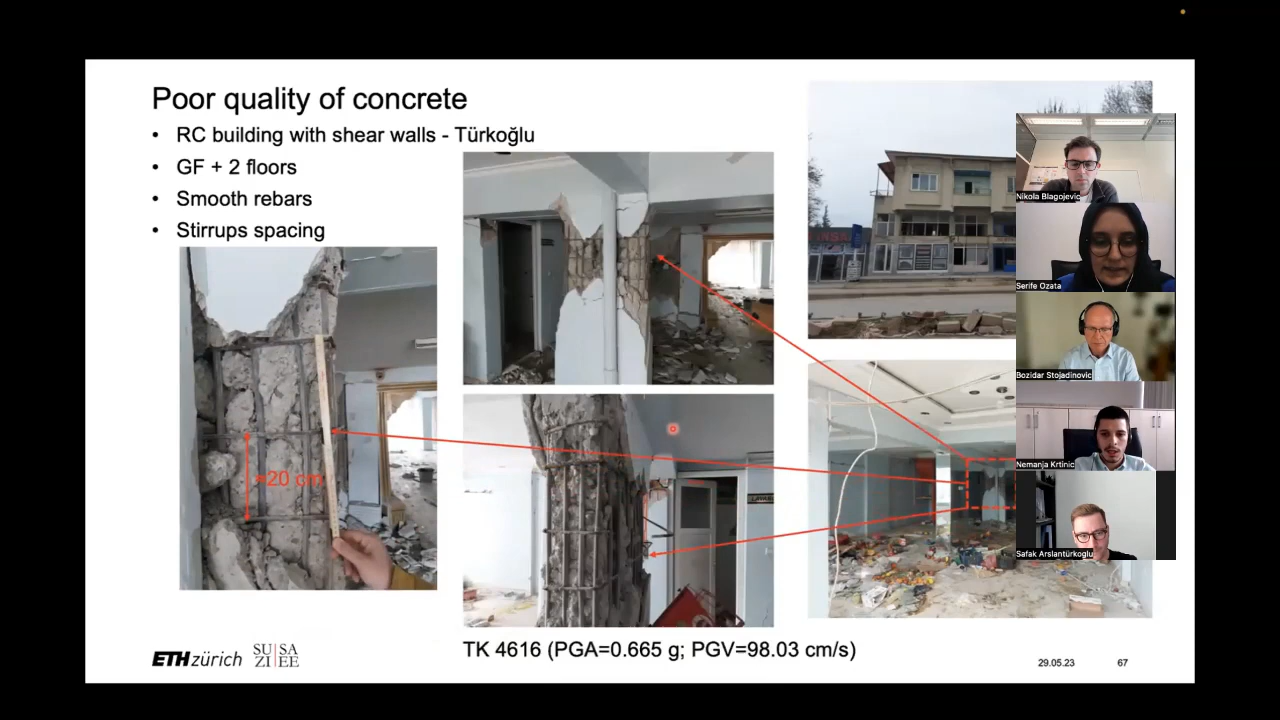 Poor quality of concrete
• RC building with shear walls - Türkoğlu
• GF + 2 floors
• Smooth rebars
• Stirrups spacing
≈20 cm
Nikola Blagojevic
Serife Ozata
Bozidar Stojadinovic
Nemanja Krtinic
Safak Arslantürkoglu
TK 4616 (PGA=0.665 g; PGV=98.03 cm/s)
ETH zürich
SU|SA
ZI|EE
29.05.23
67